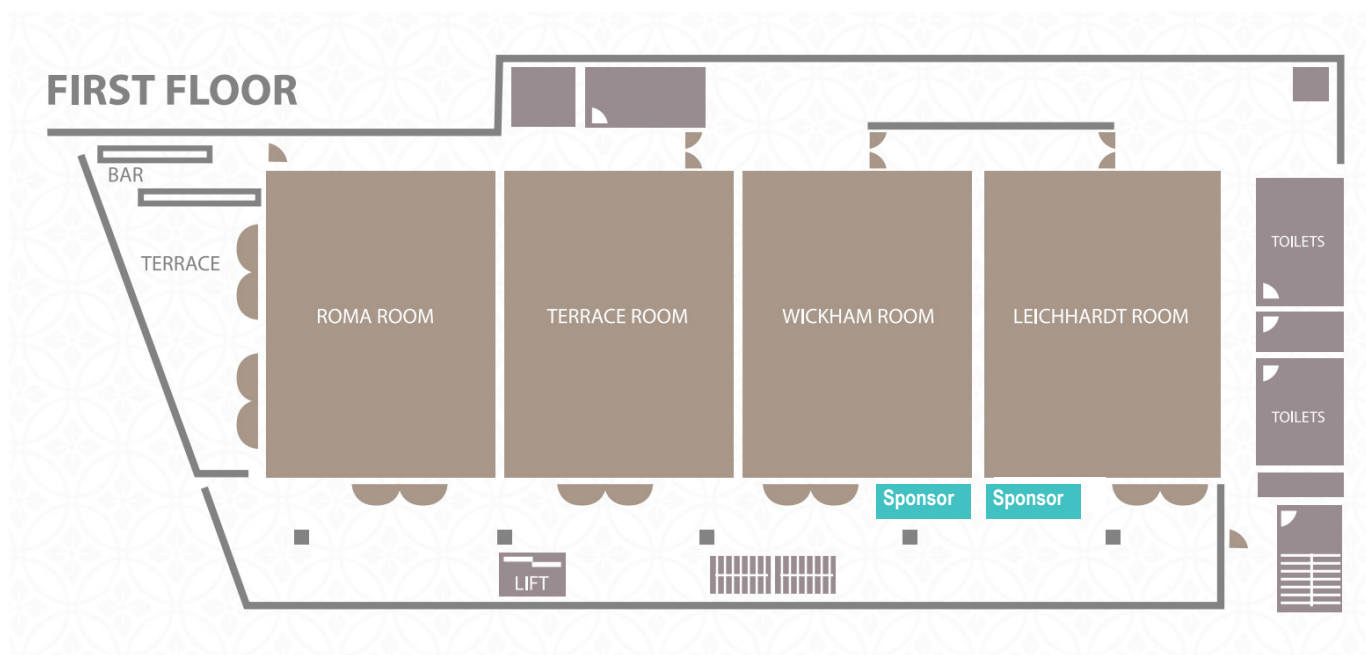 FIRST FLOOR
BAR
TERRACE
ROMA ROOM
TERRACE ROOM
WICKHAM ROOM
LEICHHARDT ROOM
TOILETS
TOILETS
Sponsor
Sponsor
LIFT